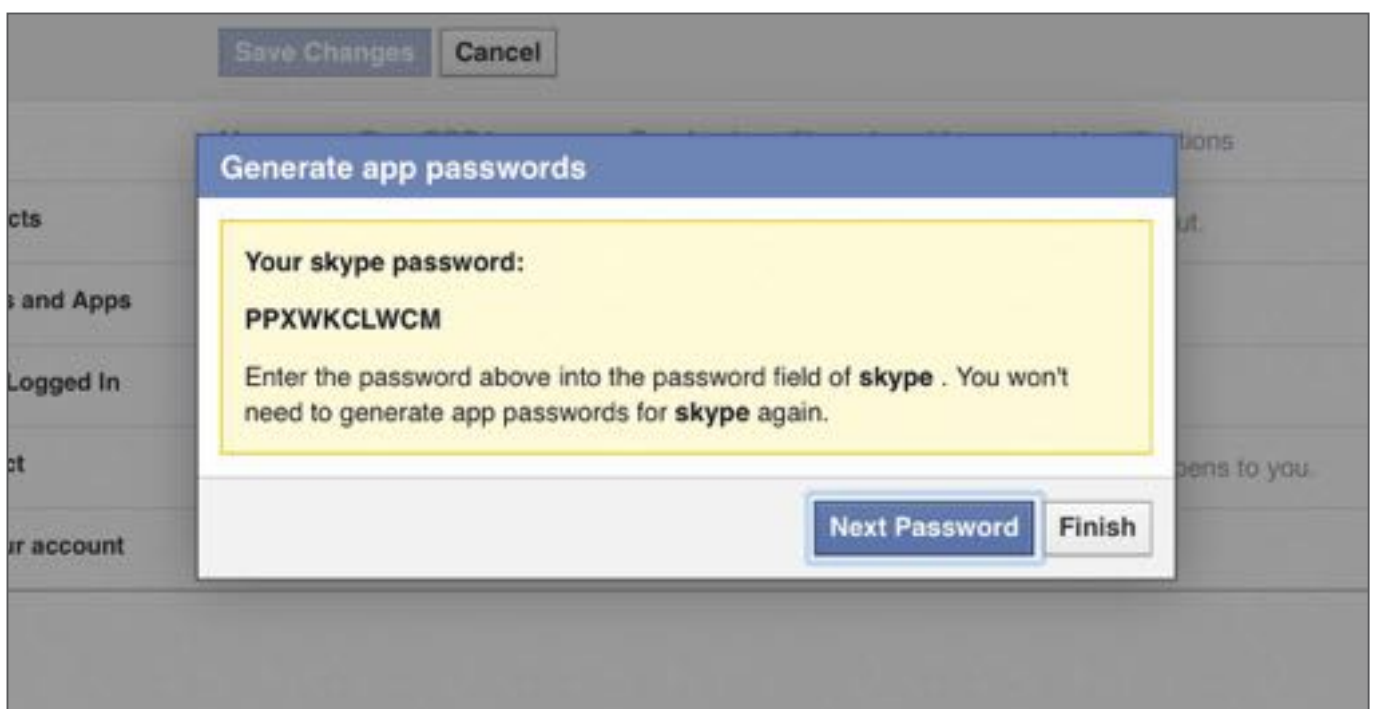 Save Changes Cancel
tions
Generate app passwords
cts
ut.
Your skype password:
s and Apps
PPXWKCLWCM
Logged In
Enter the password above into the password field of skype . You won't
need to generate app passwords for skype again.
ct
pens to you.
Next Password Finish
ur account